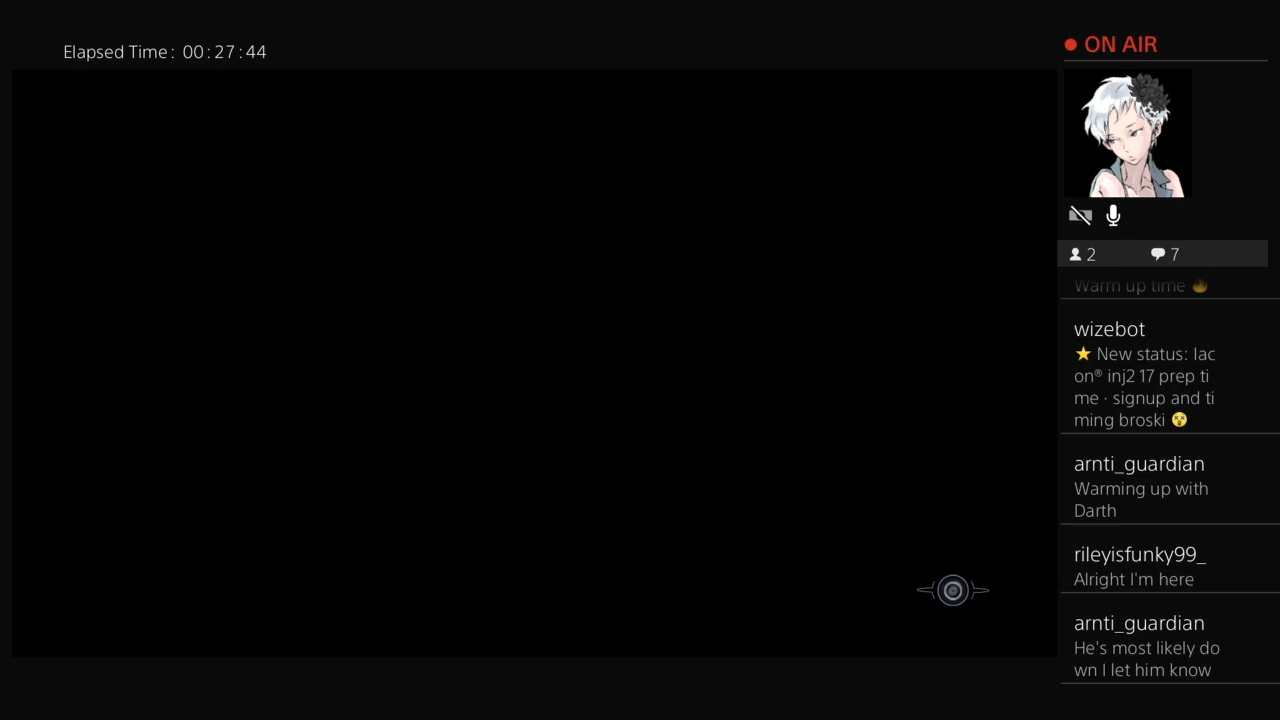 Elapsed Time: 00:27:44
ON AIR
2 7
Warm up time 🔥
wizebot
⭐ New status: lac
on® inj2 17 prep ti
me · signup and ti
ming broski 😵
arnti_guardian
Warming up with
Darth
rileyisfunky99_
Alright I'm here
arnti_guardian
He's most likely do
wn I let him know